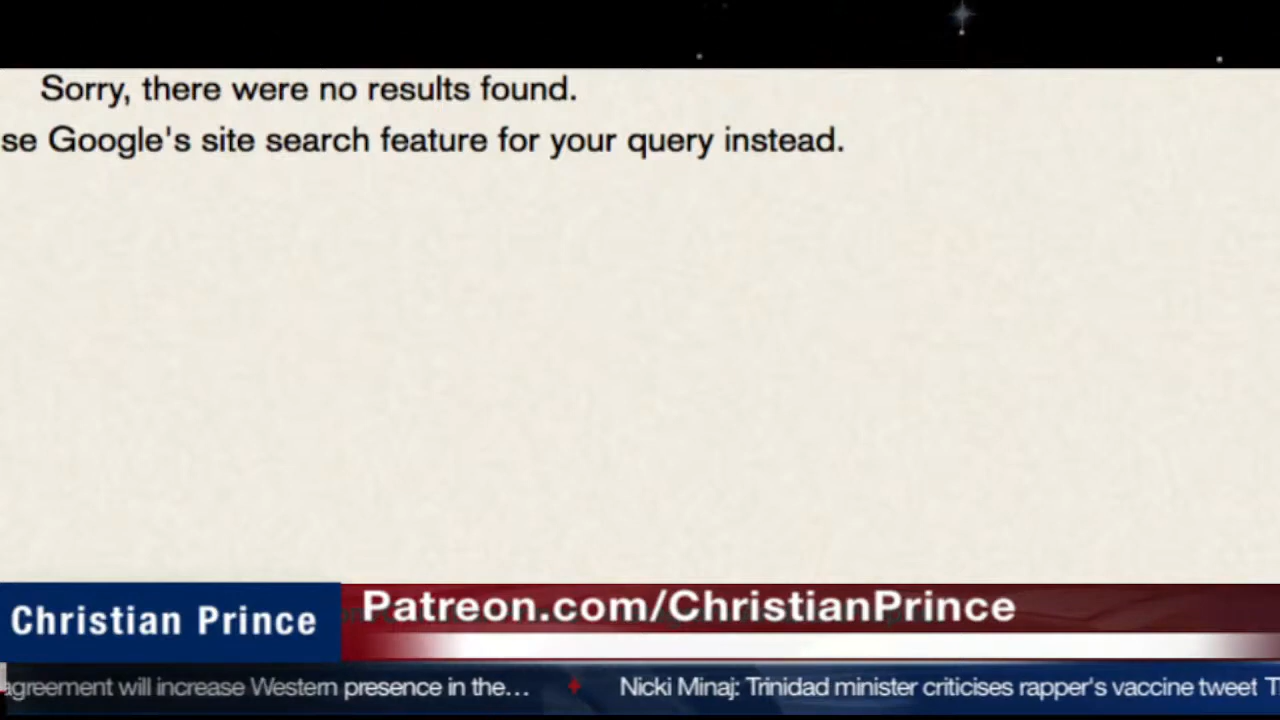 Sorry, there were no results found.
se Google's site search feature for your query instead.
Christian Prince
Patreon.com/ChristianPrince
agreement will increase Western presence in the...
Nicki Minaj: Trinidad minister criticises rapper's vaccine tweet T